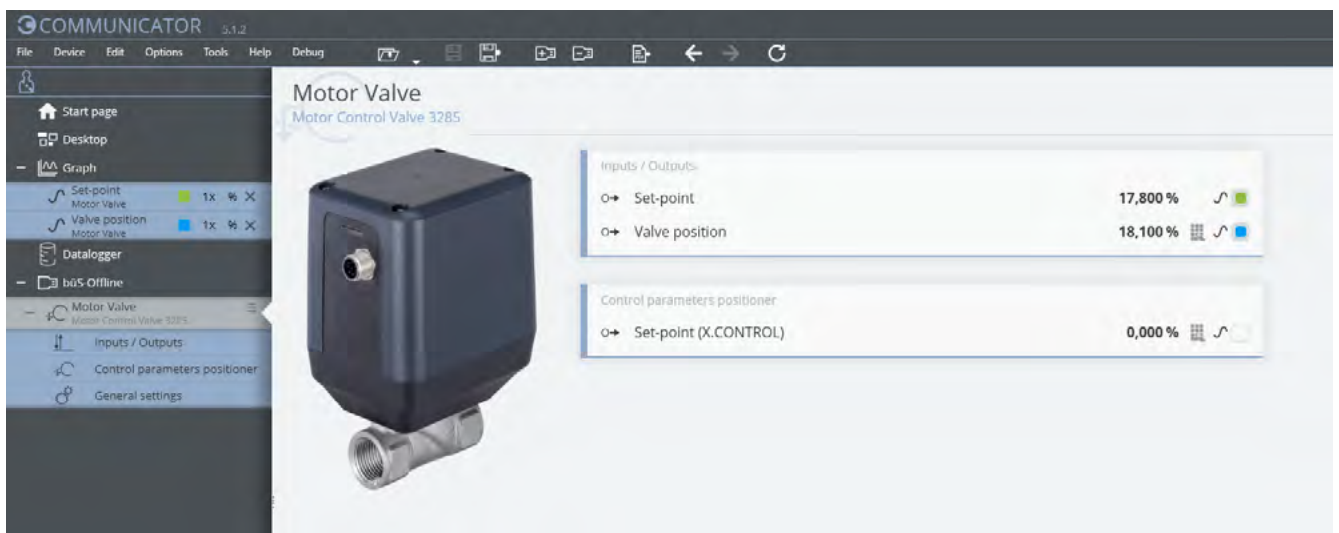 COMMUNICATOR 5.1.2
File Device Edit Options Tools Help Debug
Start page
Desktop
Graph
Set-point
Motor Valve
1x % X
Valve position
Motor Valve
1x % X
Datalogger
büS Offline
Motor Valve
Motor Control Valve 3285
Inputs / Outputs
Control parameters positioner
General settings
Motor Valve
Motor Control Valve 3285
Inputs / Outputs
Set-point 17,800 %
Valve position 18,100 %
Control parameters positioner
Set-point (X.CONTROL) 0,000 %